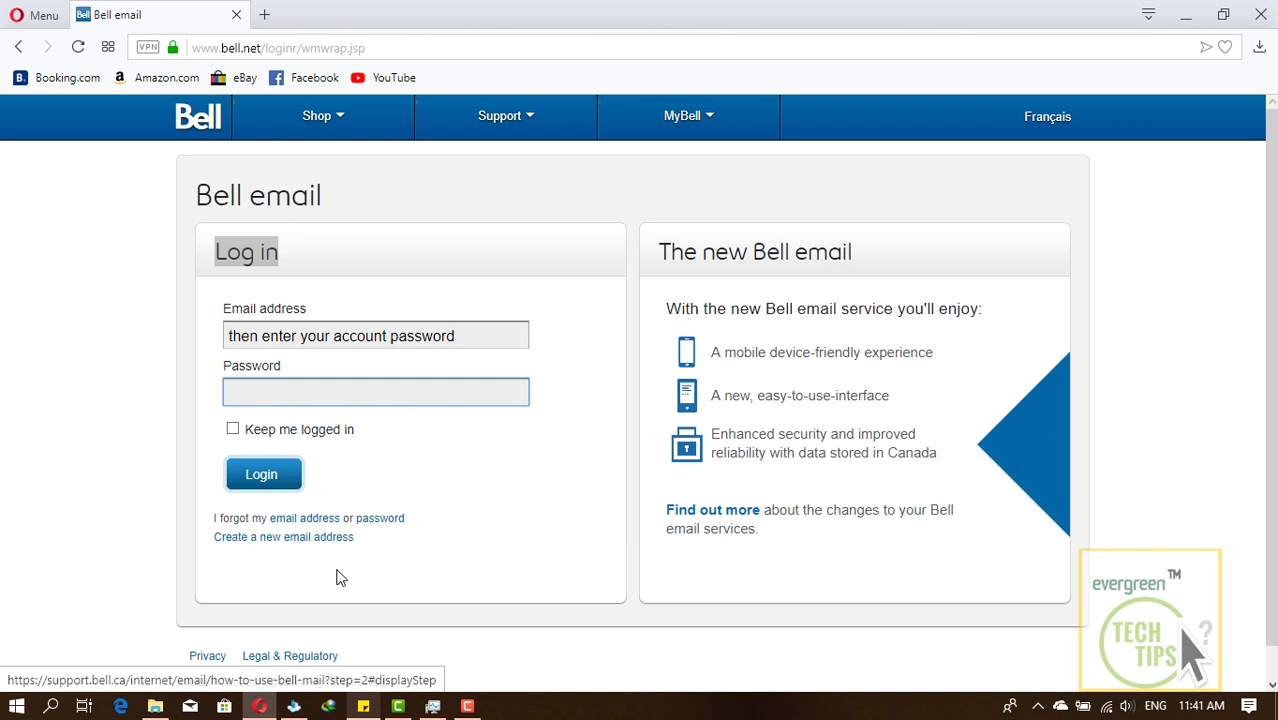 Menu
Bell
Bell email
VPN
www.bell.net/loginr/wmwrap.jsp
B.
Booking.com
a
Amazon.com
eBay
Facebook
YouTube
Bell
Shop
Support
MyBell
Français
Bell email
Log in
Email address
then enter your account password
Password
Keep me logged in
Login
I forgot my email address or password
Create a new email address
The new Bell email
With the new Bell email service you'll enjoy:
A mobile device-friendly experience
A new, easy-to-use-interface
Enhanced security and improved
reliability with data stored in Canada
Find out more about the changes to your Bell
email services.
evergreen™
TECH
TIPS
?
Privacy
Legal & Regulatory
https://support.bell.ca/internet/email/how-to-use-bell-mail?step=2#displayStep
11:41 AM